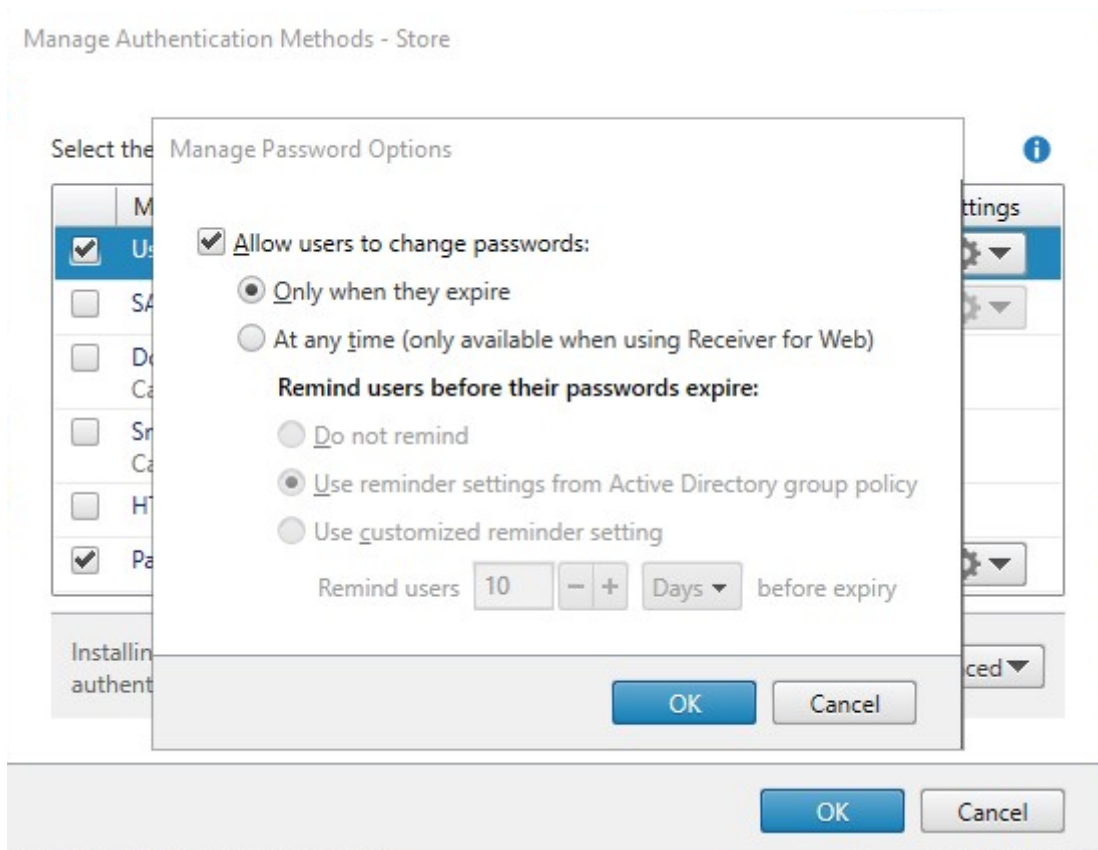 Manage Authentication Methods - Store
Select the
Manage Password Options
ttings
Allow users to change passwords:
Only when they expire
At any time (only available when using Receiver for Web)
Remind users before their passwords expire:
Do not remind
Use reminder settings from Active Directory group policy
Use customized reminder setting
Remind users 10 - + Days before expiry
M
Us
SA
Do
Ca
Sr
Ca
HT
Pa
Installin
authent
ced
OK Cancel
OK Cancel